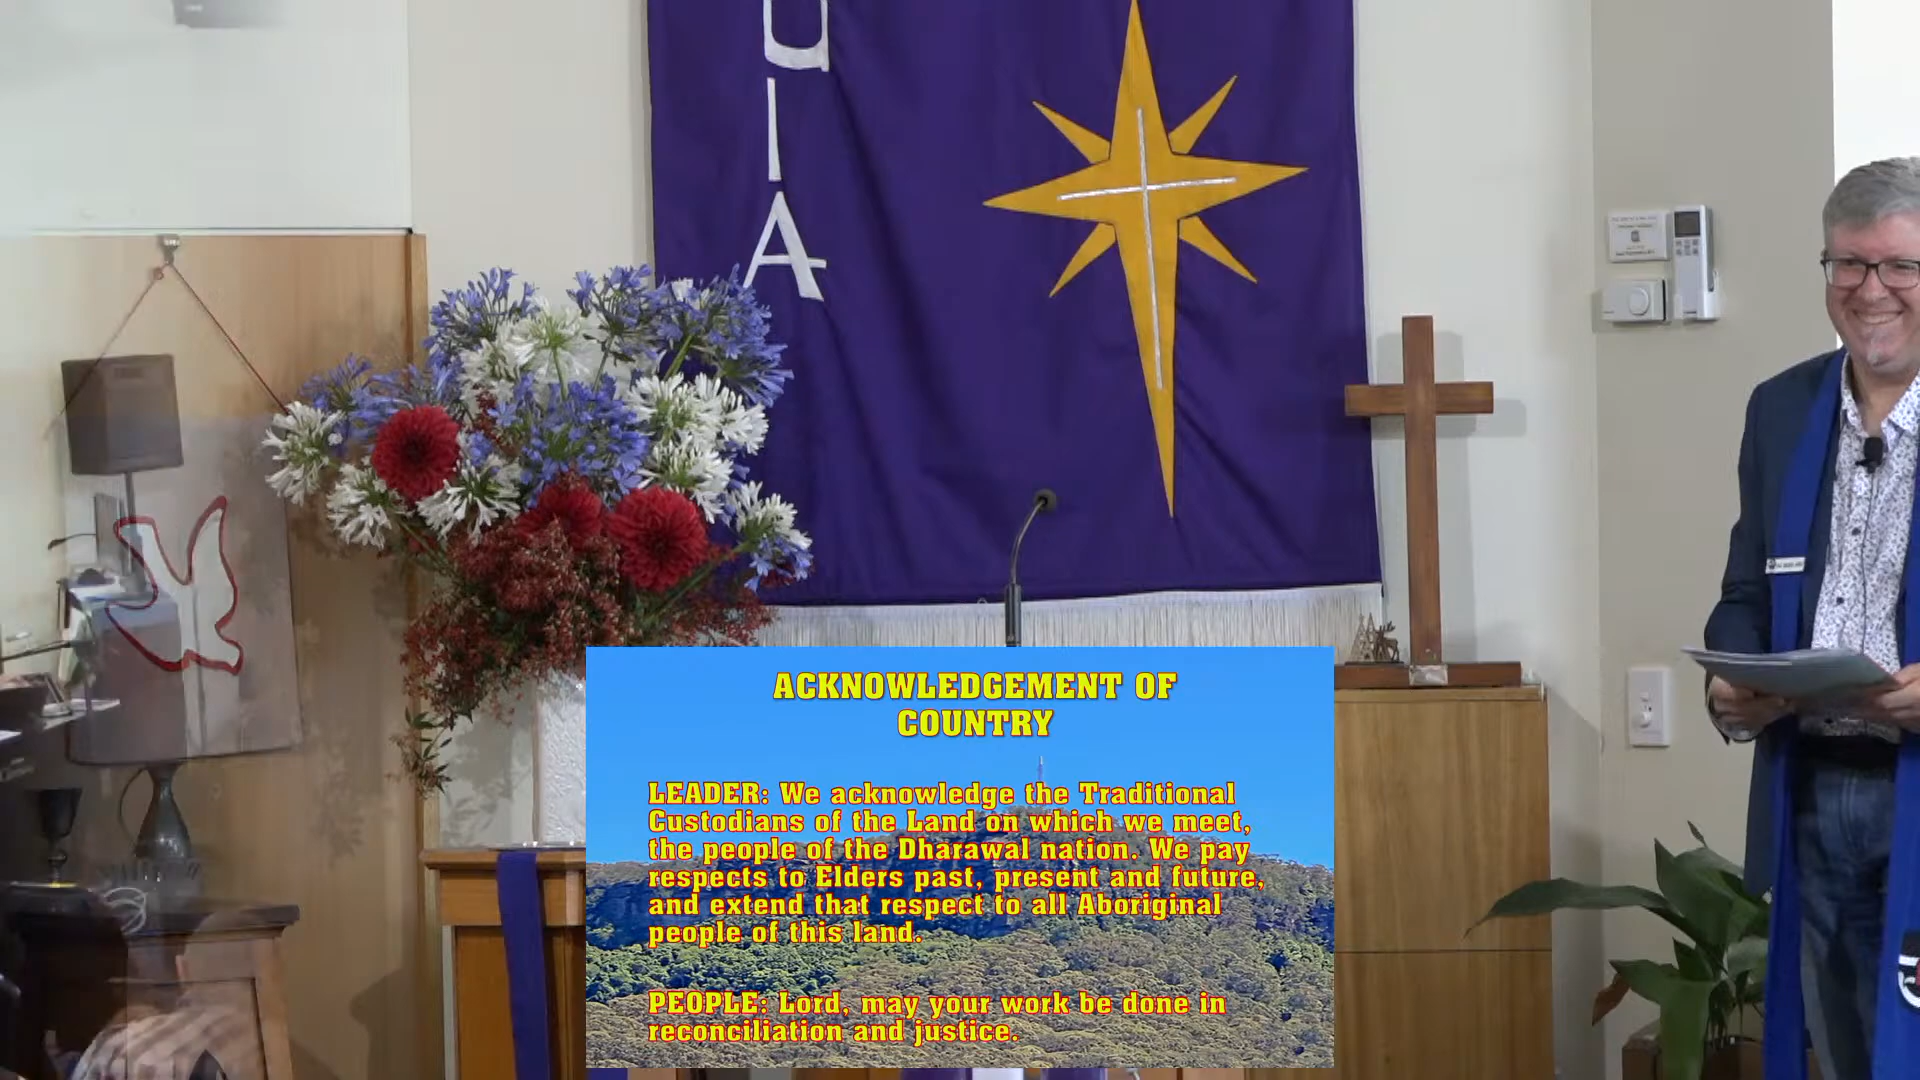 U
I
A
ACKNOWLEDGEMENT OF
COUNTRY
LEADER: We acknowledge the Traditional
Custodians of the Land on which we meet,
the people of the Dharawal nation. We pay
respects to Elders past, present and future,
and extend that respect to all Aboriginal
people of this land.
PEOPLE: Lord, may your work be done in
reconciliation and justice.